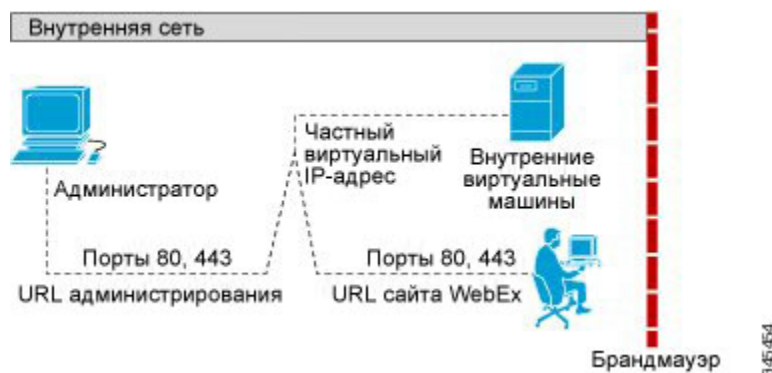 Внутренняя сеть
Частный
виртуальный
IP-адрес
Внутренние
виртуальные
машины
Администратор
Порты 80, 443
URL администрирования
Порты 80, 443
URL сайта WebEx
Брандмауэр
345454